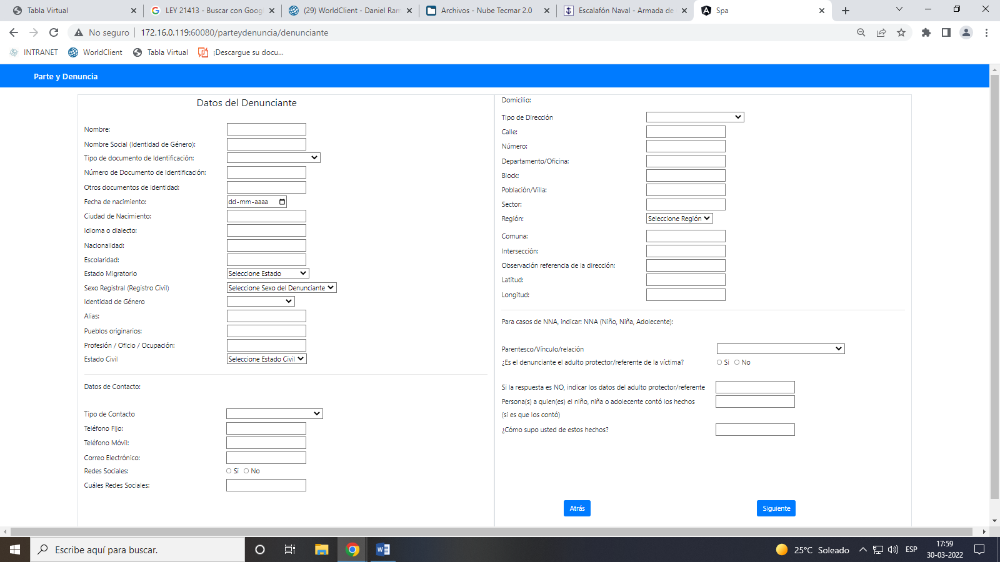 Tabla Virtual
LEY 21413 - Buscar con Goog
(29) WorldClient - Daniel Ram
Archivos - Nube Tecmar 2.0
Escalafón Naval - Armada de
Spa
No seguro
172.16.0.119:60080/parteydenuncia/denunciante
INTRANET
WorldClient
Tabla Virtual
¡Descargue su docu...
Parte y Denuncia
Datos del Denunciante
Nombre:
Nombre Social (Identidad de Género):
Tipo de documento de Identificación:
Número de Documento de Identificación:
Otros documentos de identidad:
Fecha de nacimiento:
dd-mm-aaaa
Ciudad de Nacimiento:
Idioma o dialecto:
Nacionalidad:
Escolaridad:
Estado Migratorio
Seleccione Estado
Sexo Registral (Registro Civil)
Seleccione Sexo del Denunciante
Identidad de Género
Alias:
Pueblos originarios:
Profesión / Oficio / Ocupación:
Estado Civil
Seleccione Estado Civil
Datos de Contacto:
Tipo de Contacto
Teléfono Fijo:
Teléfono Móvil:
Correo Electrónico:
Redes Sociales:
Si
No
Cuáles Redes Sociales:
Domicilio:
Tipo de Dirección
Calle:
Número:
Departamento/Oficina:
Block:
Población/Villa:
Sector:
Región:
Seleccione Región
Comuna:
Intersección:
Observación referencia de la dirección:
Latitud:
Longitud:
Para casos de NNA, indicar: NNA (Niño, Niña, Adolecente):
Parentesco/Vínculo/relación
¿Es el denunciante el adulto protector/referente de la víctima?
Si
No
Si la respuesta es NO, indicar los datos del adulto protector/referente
Persona(s) a quien(es) el niño, niña o adolecente contó los hechos
(si es que los contó)
¿Cómo supo usted de estos hechos?
Atrás
Siguiente
Escribe aquí para buscar.
25°C Soleado
ESP
17:59
30-03-2022